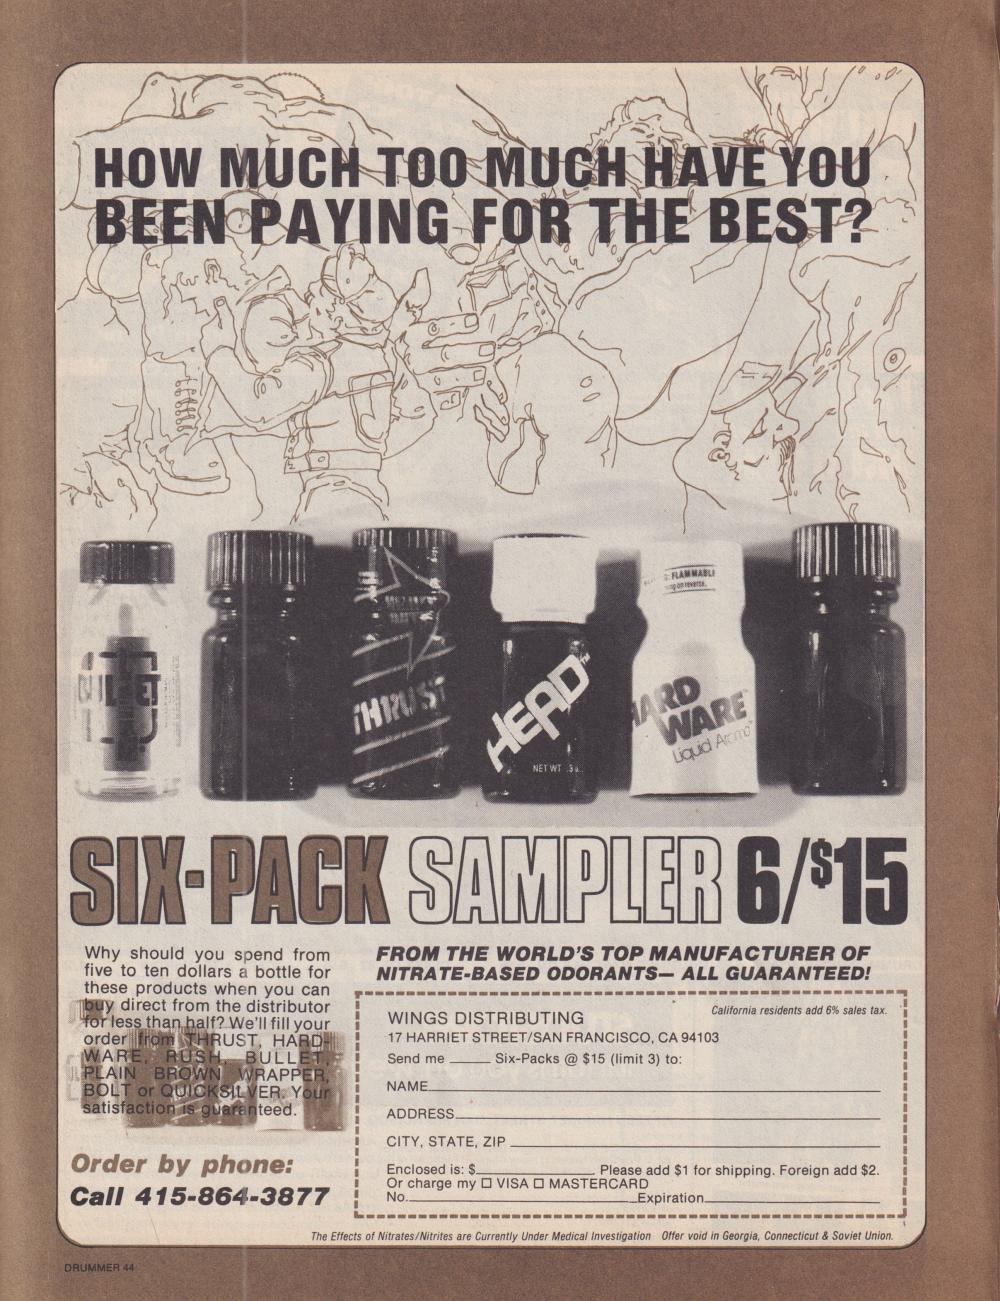 HOW MUCH TOO MUCH HAVE YOU
BEEN PAYING FOR THE BEST?
BULLET
THRUST
HEAD
NET WT .3
FLAMMABLE
ng on reverse.
HARD
WARE
Liquid Aroma
SIX-PACK SAMPLER 6/$15
Why should you spend from
five to ten dollars a bottle for
these products when you can
buy direct from the distributor
for less than half? We'll fill your
order from THRUST, HARD-
WARE, RUSH, BULLET,
PLAIN BROWN WRAPPER,
BOLT or QUICKSILVER. Your
satisfaction is guaranteed.
Order by phone:
Call 415-864-3877
FROM THE WORLD'S TOP MANUFACTURER OF
NITRATE-BASED ODORANTS— ALL GUARANTEED!
California residents add 6% sales tax.
WINGS DISTRIBUTING
17 HARRIET STREET/SAN FRANCISCO, CA 94103
Send me ______ Six-Packs @ $15 (limit 3) to:
NAME
ADDRESS
CITY, STATE, ZIP
Enclosed is: $____________ Please add $1 for shipping. Foreign add $2.
Or charge my ☐ VISA ☐ MASTERCARD
No.____________Expiration____________
The Effects of Nitrates/Nitrites are Currently Under Medical Investigation Offer void in Georgia, Connecticut & Soviet Union.
DRUMMER 44